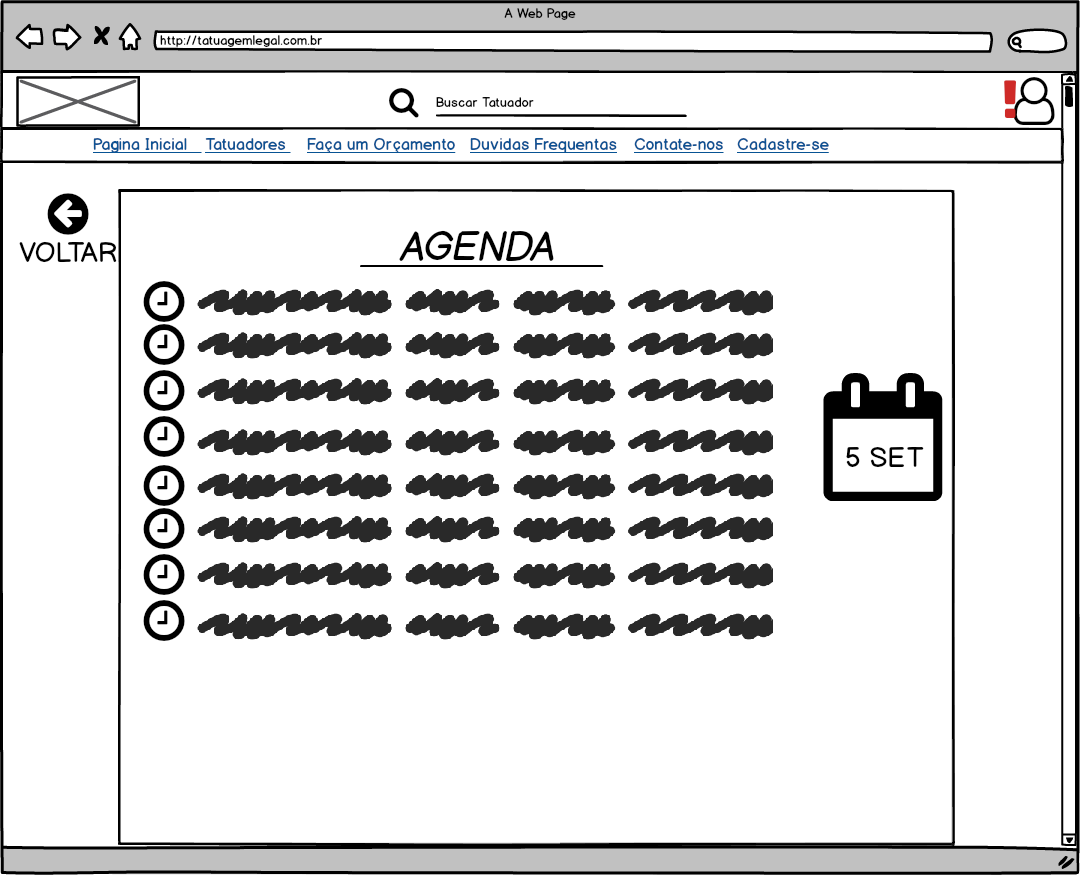 A Web Page
http://tatuagemlegal.com.br
Buscar Tatuador
Pagina Inicial Tatuadores Faça um Orçamento Duvidas Frequentas Contate-nos Cadastre-se
VOLTAR
AGENDA
5 SET